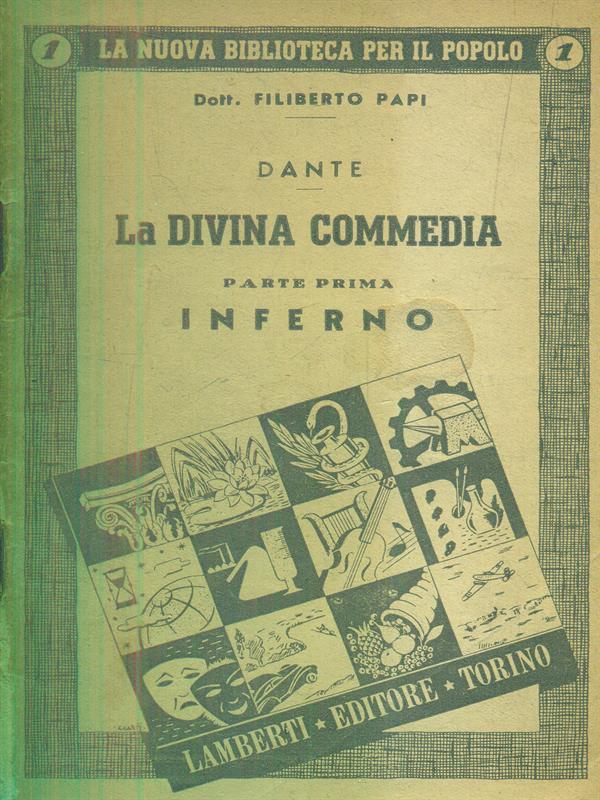 1 LA NUOVA BIBLIOTECA PER IL POPOLO 1
Dott. FILIBERTO PAPI
DANTE
La DIVINA COMMEDIA
PARTE PRIMA
INFERNO
LAMBERTI ★ EDITORE ★ TORINO